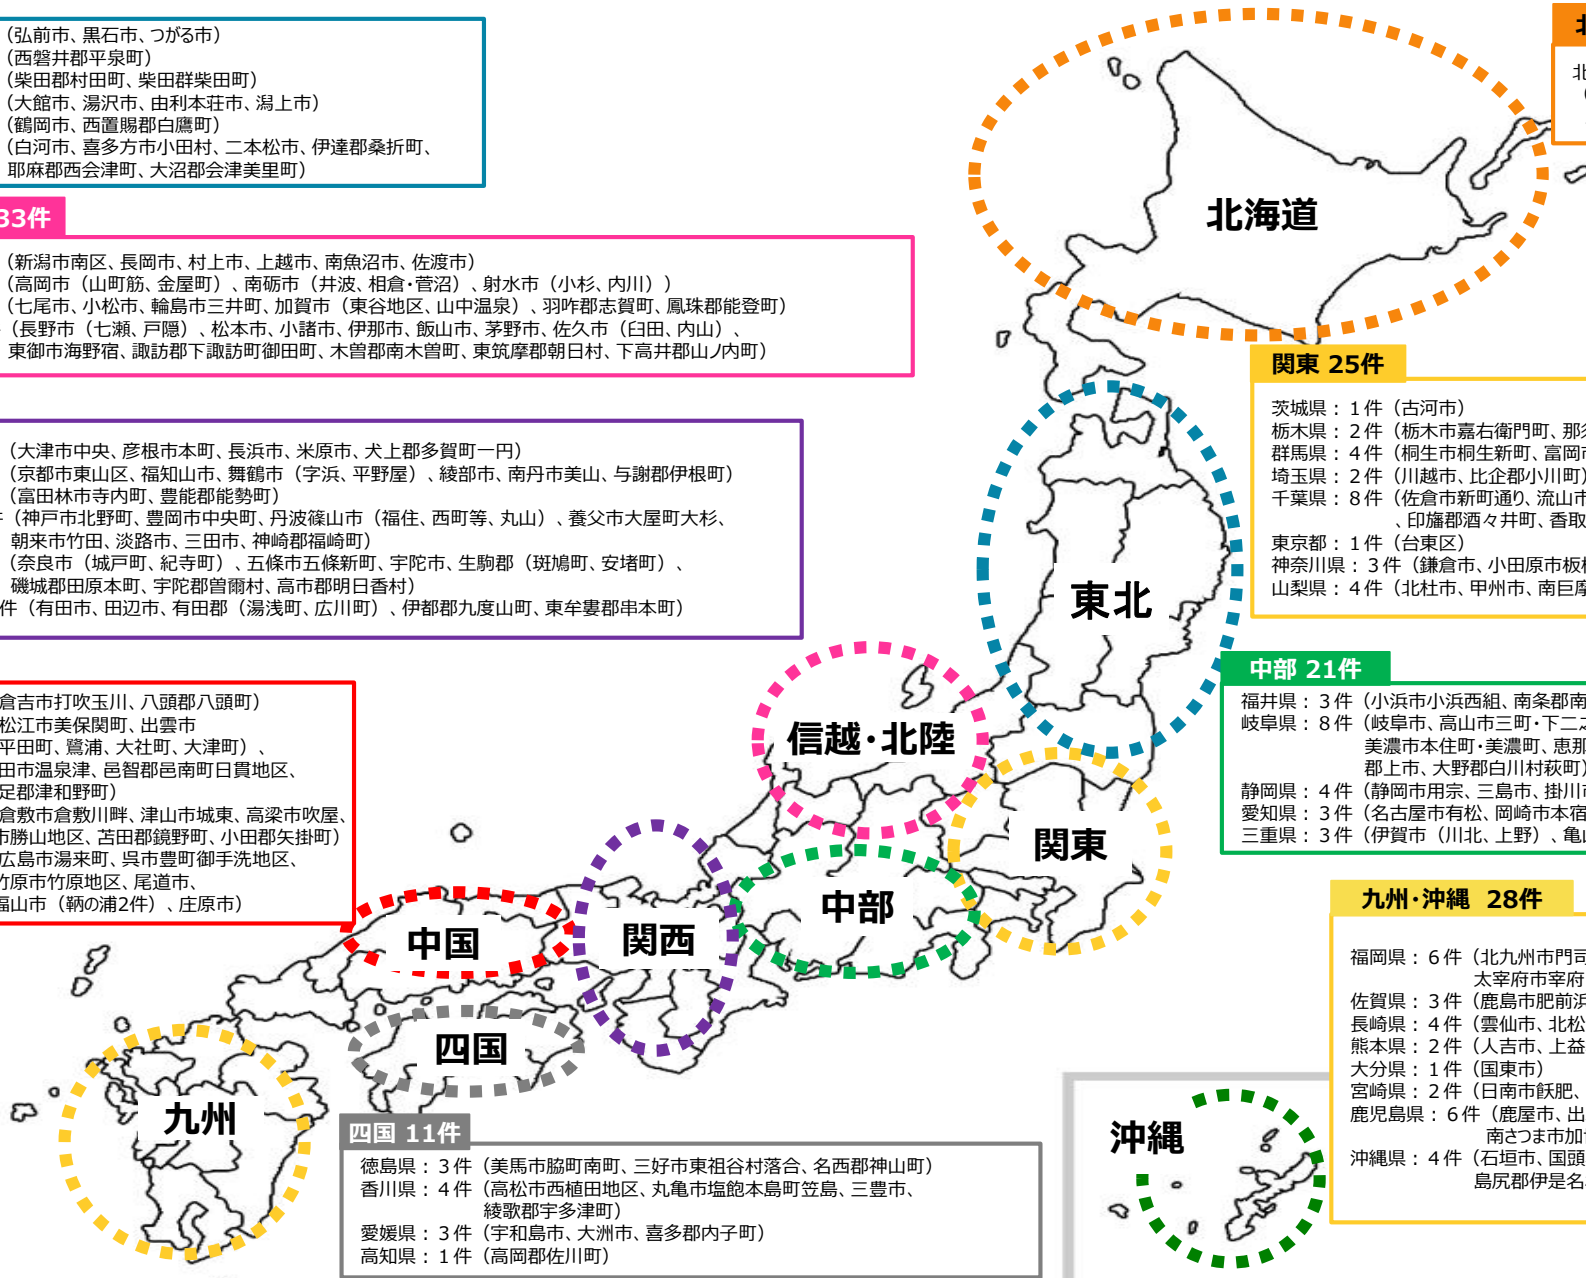 （弘前市、黒石市、つがる市）
（西磐井郡平泉町）
（柴田郡村田町、柴田群柴田町）
（大館市、湯沢市、由利本荘市、潟上市）
（鶴岡市、西置賜郡白鷹町）
（白河市、喜多方市小田村、二本松市、伊達郡桑折町、
耶麻郡西会津町、大沼郡会津美里町）
33件
（新潟市南区、長岡市、村上市、上越市、南魚沼市、佐渡市）
（高岡市（山町筋、金屋町）、南砺市（井波、相倉・菅沼）、射水市（小杉、内川））
（七尾市、小松市、輪島市三井町、加賀市（東谷地区、山中温泉）、羽咋郡志賀町、鳳珠郡能登町）
（長野市（七瀬、戸隠）、松本市、小諸市、伊那市、飯山市、茅野市、佐久市（臼田、内山）、
東御市海野宿、諏訪郡下諏訪町御田町、木曽郡南木曽町、東筑摩郡朝日村、下高井郡山ノ内町）
（大津市中央、彦根市本町、長浜市、米原市、犬上郡多賀町一円）
（京都市東山区、福知山市、舞鶴市（字浜、平野屋）、綾部市、南丹市美山、与謝郡伊根町）
（富田林市寺内町、豊能郡能勢町）
件（神戸市北野町、豊岡市中央町、丹波篠山市（福住、西町等、丸山）、養父市大屋町大杉、
朝来市竹田、淡路市、三田市、神崎郡福崎町）
（奈良市（城戸町、紀寺町）、五條市五條新町、宇陀市、生駒郡（斑鳩町、安堵町）、
磯城郡田原本町、宇陀郡曽爾村、高市郡明日香村）
件（有田市、田辺市、有田郡（湯浅町、広川町）、伊都郡九度山町、東牟婁郡串本町）
倉吉市打吹玉川、八頭郡八頭町）
松江市美保関町、出雲市
平田町、鷺浦、大社町、大津町）、
田市温泉津、邑智郡邑南町日貫地区、
足郡津和野町）
倉敷市倉敷川畔、津山市城東、高梁市吹屋、
市勝山地区、苫田郡鏡野町、小田郡矢掛町）
広島市湯来町、呉市豊町御手洗地区、
竹原市竹原地区、尾道市、
福山市（鞆の浦2件）、庄原市）
北海道
東北
信越・北陸
関東
中部
関西
中国
四国
九州
沖縄
北
関東 25件
茨城県：1件（古河市）
栃木県：2件（栃木市嘉右衛門町、那須
群馬県：4件（桐生市桐生新町、富岡市
埼玉県：2件（川越市、比企郡小川町）
千葉県：8件（佐倉市新町通り、流山市
、印旛郡酒々井町、香取
東京都：1件（台東区）
神奈川県：3件（鎌倉市、小田原市板橋
山梨県：4件（北杜市、甲州市、南巨摩
中部 21件
福井県：3件（小浜市小浜西組、南条郡南
岐阜県：8件（岐阜市、高山市三町・下二之
美濃市本住町・美濃町、恵那
郡上市、大野郡白川村荻町）
静岡県：4件（静岡市用宗、三島市、掛川市
愛知県：3件（名古屋市有松、岡崎市本宿
三重県：3件（伊賀市（川北、上野）、亀山
九州・沖縄 28件
福岡県：6件（北九州市門司
太宰府市宰府
佐賀県：3件（鹿島市肥前浜
長崎県：4件（雲仙市、北松
熊本県：2件（人吉市、上益
大分県：1件（国東市）
宮崎県：2件（日南市飫肥、
鹿児島県：6件（鹿屋市、出
南さつま市加世
沖縄県：4件（石垣市、国頭
島尻郡伊是名
四国 11件
徳島県：3件（美馬市脇町南町、三好市東祖谷村落合、名西郡神山町）
香川県：4件（高松市西植田地区、丸亀市塩飽本島町笠島、三豊市、
綾歌郡宇多津町）
愛媛県：3件（宇和島市、大洲市、喜多郡内子町）
高知県：1件（高岡郡佐川町）